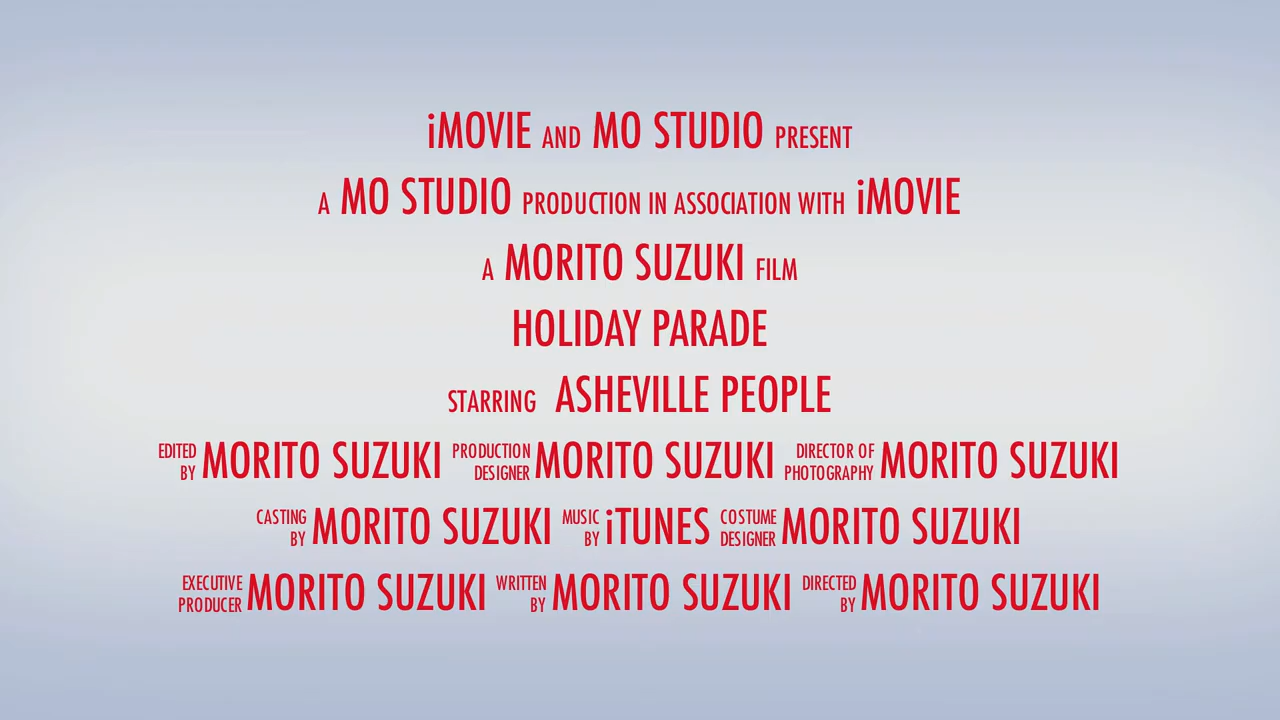 iMOVIE AND MO STUDIO PRESENT
A MO STUDIO PRODUCTION IN ASSOCIATION WITH iMOVIE
A MORITO SUZUKI FILM
HOLIDAY PARADE
STARRING ASHEVILLE PEOPLE
EDITED BY MORITO SUZUKI PRODUCTION DESIGNER MORITO SUZUKI DIRECTOR OF PHOTOGRAPHY MORITO SUZUKI
CASTING BY MORITO SUZUKI MUSIC BY iTUNES COSTUME DESIGNER MORITO SUZUKI
EXECUTIVE PRODUCER MORITO SUZUKI WRITTEN BY MORITO SUZUKI DIRECTED BY MORITO SUZUKI